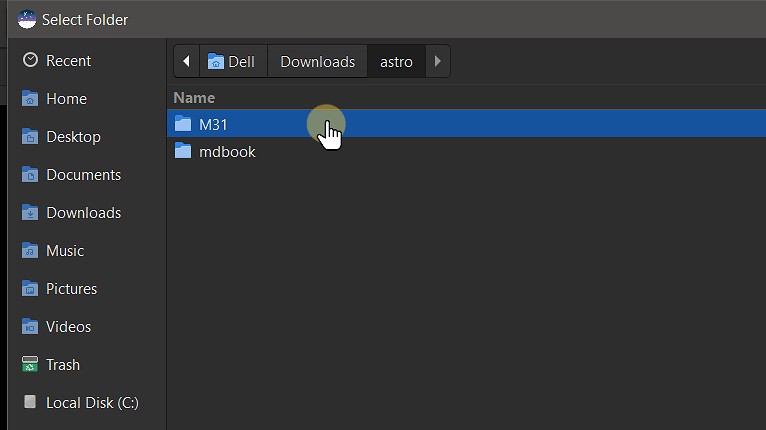 Select Folder
Recent
Home
Desktop
Documents
Downloads
Music
Pictures
Videos
Trash
Local Disk (C:)
Dell Downloads astro
Name
M31
mdbook